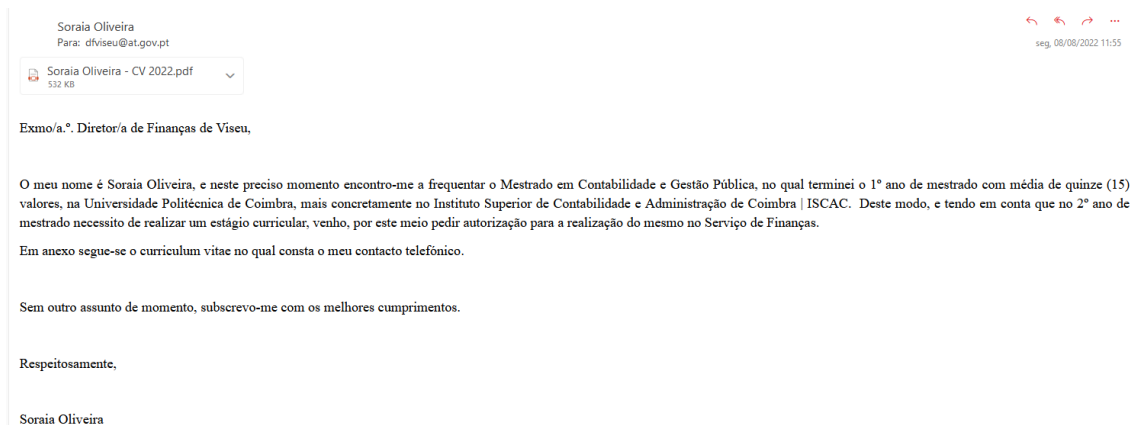 Soraia Oliveira
Para: dfviseu@at.gov.pt
seg, 08/08/2022 11:55
Soraia Oliveira - CV 2022.pdf
532 KB
Exmo/a.º. Diretor/a de Finanças de Viseu,
O meu nome é Soraia Oliveira, e neste preciso momento encontro-me a frequentar o Mestrado em Contabilidade e Gestão Pública, no qual terminei o 1º ano de mestrado com média de quinze (15)
valores, na Universidade Politécnica de Coimbra, mais concretamente no Instituto Superior de Contabilidade e Administração de Coimbra | ISCAC. Deste modo, e tendo em conta que no 2º ano de
mestrado necessito de realizar um estágio curricular, venho, por este meio pedir autorização para a realização do mesmo no Serviço de Finanças.
Em anexo segue-se o curriculum vitae no qual consta o meu contacto telefónico.
Sem outro assunto de momento, subscrevo-me com os melhores cumprimentos.
Respeitosamente,
Soraia Oliveira